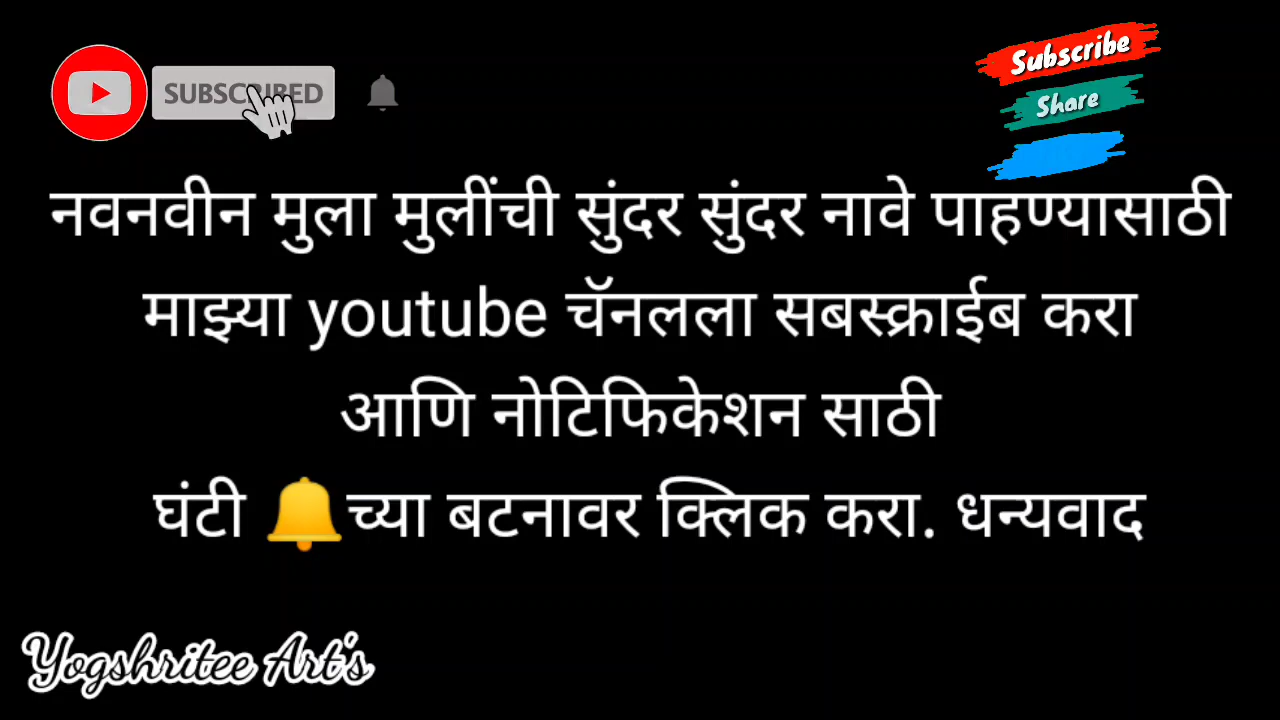 SUBSCRIBED
Subscribe
Share
नवनवीन मुला मुलींची सुंदर सुंदर नावे पाहण्यासाठी
माझ्या youtube चॅनलला सबस्क्राईब करा
आणि नोटिफिकेशन साठी
घंटी 🔔च्या बटनावर क्लिक करा. धन्यवाद
Yogshritee Art's